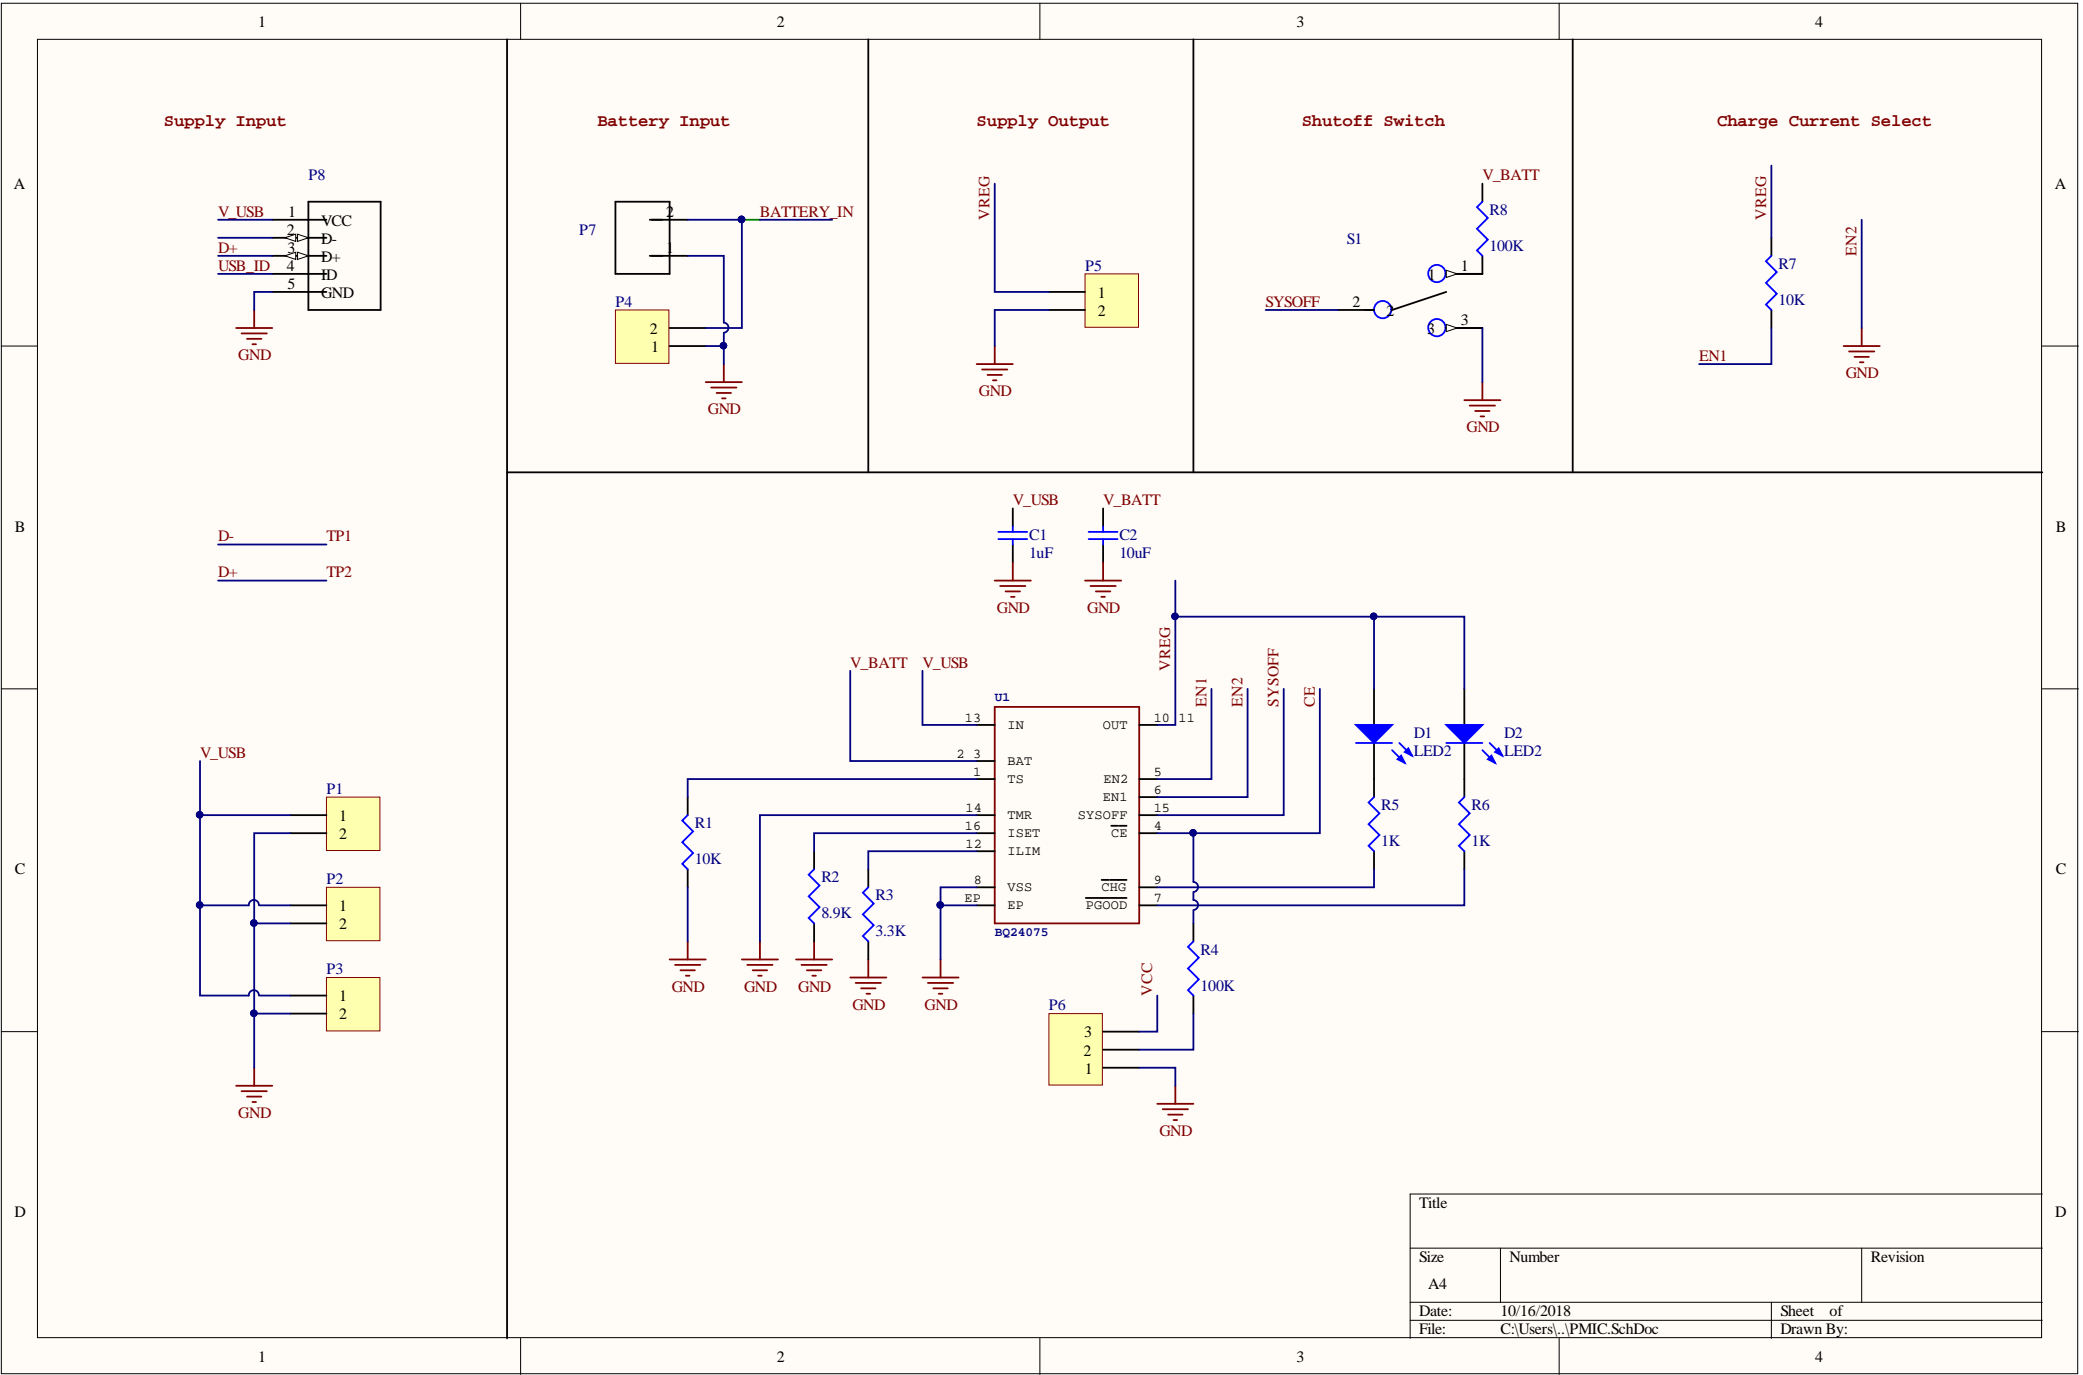 1 2 3 4
A
B
C
D
A
B
C
D
Supply Input
P8
V_USB 1 VCC
2 D-
D+ 3 D+
USB_ID 4 ID
5 GND
GND
D- TP1
D+ TP2
V_USB
P1
1
2
P2
1
2
P3
1
2
GND
Battery Input
P7
2 BATTERY_IN
1
P4
2
1
GND
Supply Output
VREG
P5
1
2
GND
Shutoff Switch
V_BATT
R8
100K
S1
1 1
SYSOFF 2 2
3 3
GND
Charge Current Select
VREG
R7
10K
EN1
EN2
GND
V_USB
C1
1uF
GND
V_BATT
C2
10uF
GND
V_BATT V_USB
VREG
EN1
EN2
SYSOFF
CE
U1
13 IN
2 3 BAT
1 TS
14 TMR
16 ISET
12 ILIM
8 VSS
EP EP
OUT 10 11
EN2 5
EN1 6
SYSOFF 15
CE 4
CHG 9
PGOOD 7
BQ24075
R1
10K
GND
GND
R2
8.9K
GND
R3
3.3K
GND
GND
D1
LED2
D2
LED2
R5
1K
R6
1K
R4
100K
VCC
P6
3
2
1
GND
Title
Size
A4
Number
Revision
Date: 10/16/2018 Sheet of
File: C:\Users\..\PMIC.SchDoc Drawn By:
1 2 3 4